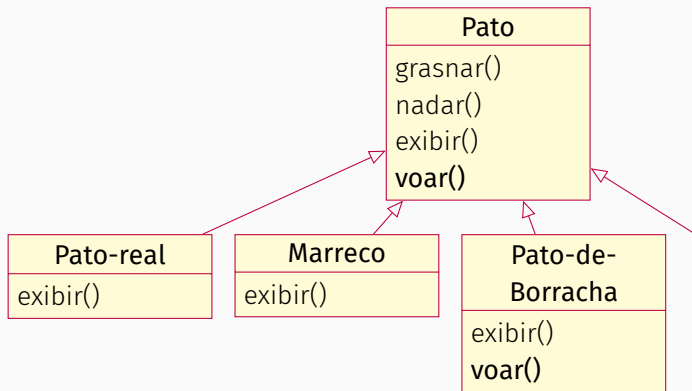 Pato
grasnar()
nadar()
exibir()
voar()
Pato-real
exibir()
Marreco
exibir()
Pato-de-
Borracha
exibir()
voar()